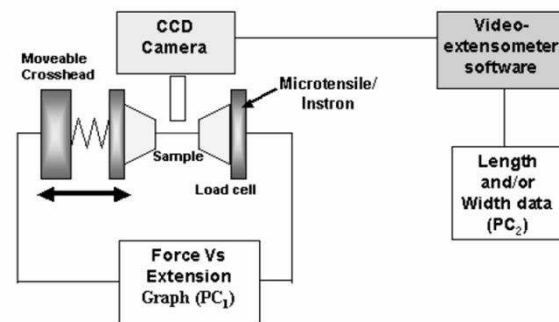 CCD
Camera
Video-
extensometer
software
Moveable
Crosshead
Microtensile/
Instron
Sample
Load cell
Length
and/or
Width data
(PC₂)
Force Vs
Extension
Graph (PC₁)